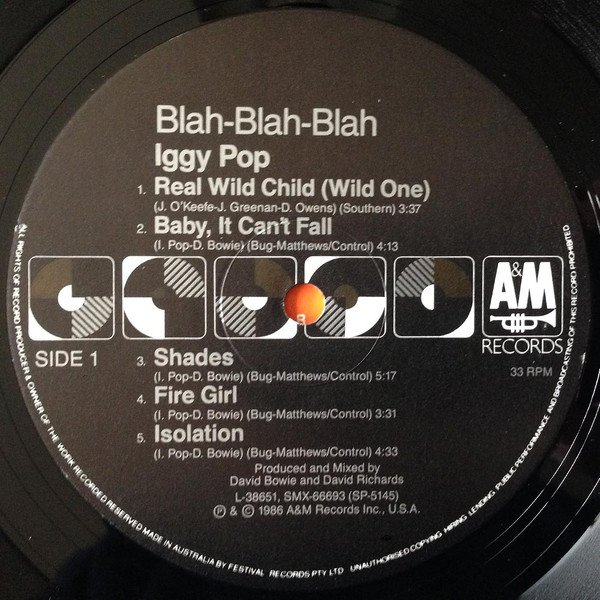 Blah-Blah-Blah
Iggy Pop
1. Real Wild Child (Wild One)
(J. O'Keefe-J. Greenan-D. Owens) (Southern) 3:37
2. Baby, It Can't Fall
(I. Pop-D. Bowie) (Bug-Matthews/Control) 4:13
A&M
RECORDS
SIDE 1
33 RPM
3. Shades
(I. Pop-D. Bowie) (Bug-Matthews/Control) 5:17
4. Fire Girl
(I. Pop-D. Bowie) (Bug-Matthews/Control) 3:31
5. Isolation
(I. Pop-D. Bowie) (Bug-Matthews/Control) 4:33
Produced and Mixed by
David Bowie and David Richards
L-38651, SMX-66693 (SP-5145)
Ⓟ & © 1986 A&M Records Inc., U.S.A.
ALL RIGHTS OF RECORD PRODUCER & OWNER OF THE WORK RECORDED RESERVED MADE IN AUSTRALIA BY FESTIVAL RECORDS PTY LTD UNAUTHORISED COPYING HIRING LENDING PUBLIC PERFORMANCE AND BROADCASTING OF THIS RECORD PROHIBITED